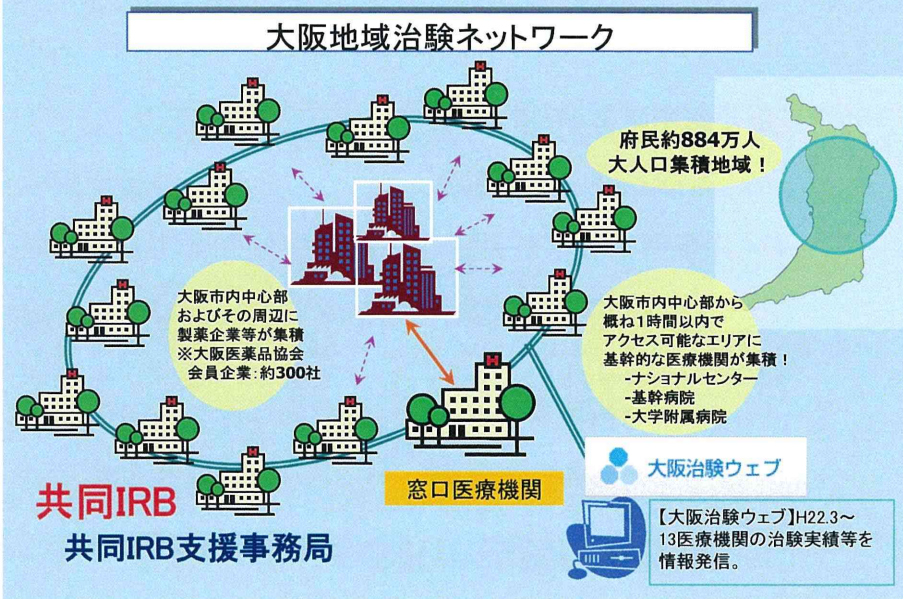 大阪地域治験ネットワーク
府民約884万人
大人口集積地域！
大阪市内中心部
およびその周辺に
製薬企業等が集積
※大阪医薬品協会
会員企業：約300社
大阪市内中心部から
概ね1時間以内で
アクセス可能なエリアに
基幹的な医療機関が集積！
-ナショナルセンター
-基幹病院
-大学附属病院
大阪治験ウェブ
窓口医療機関
共同IRB
共同IRB支援事務局
【大阪治験ウェブ】H22.3～
13医療機関の治験実績等を
情報発信。